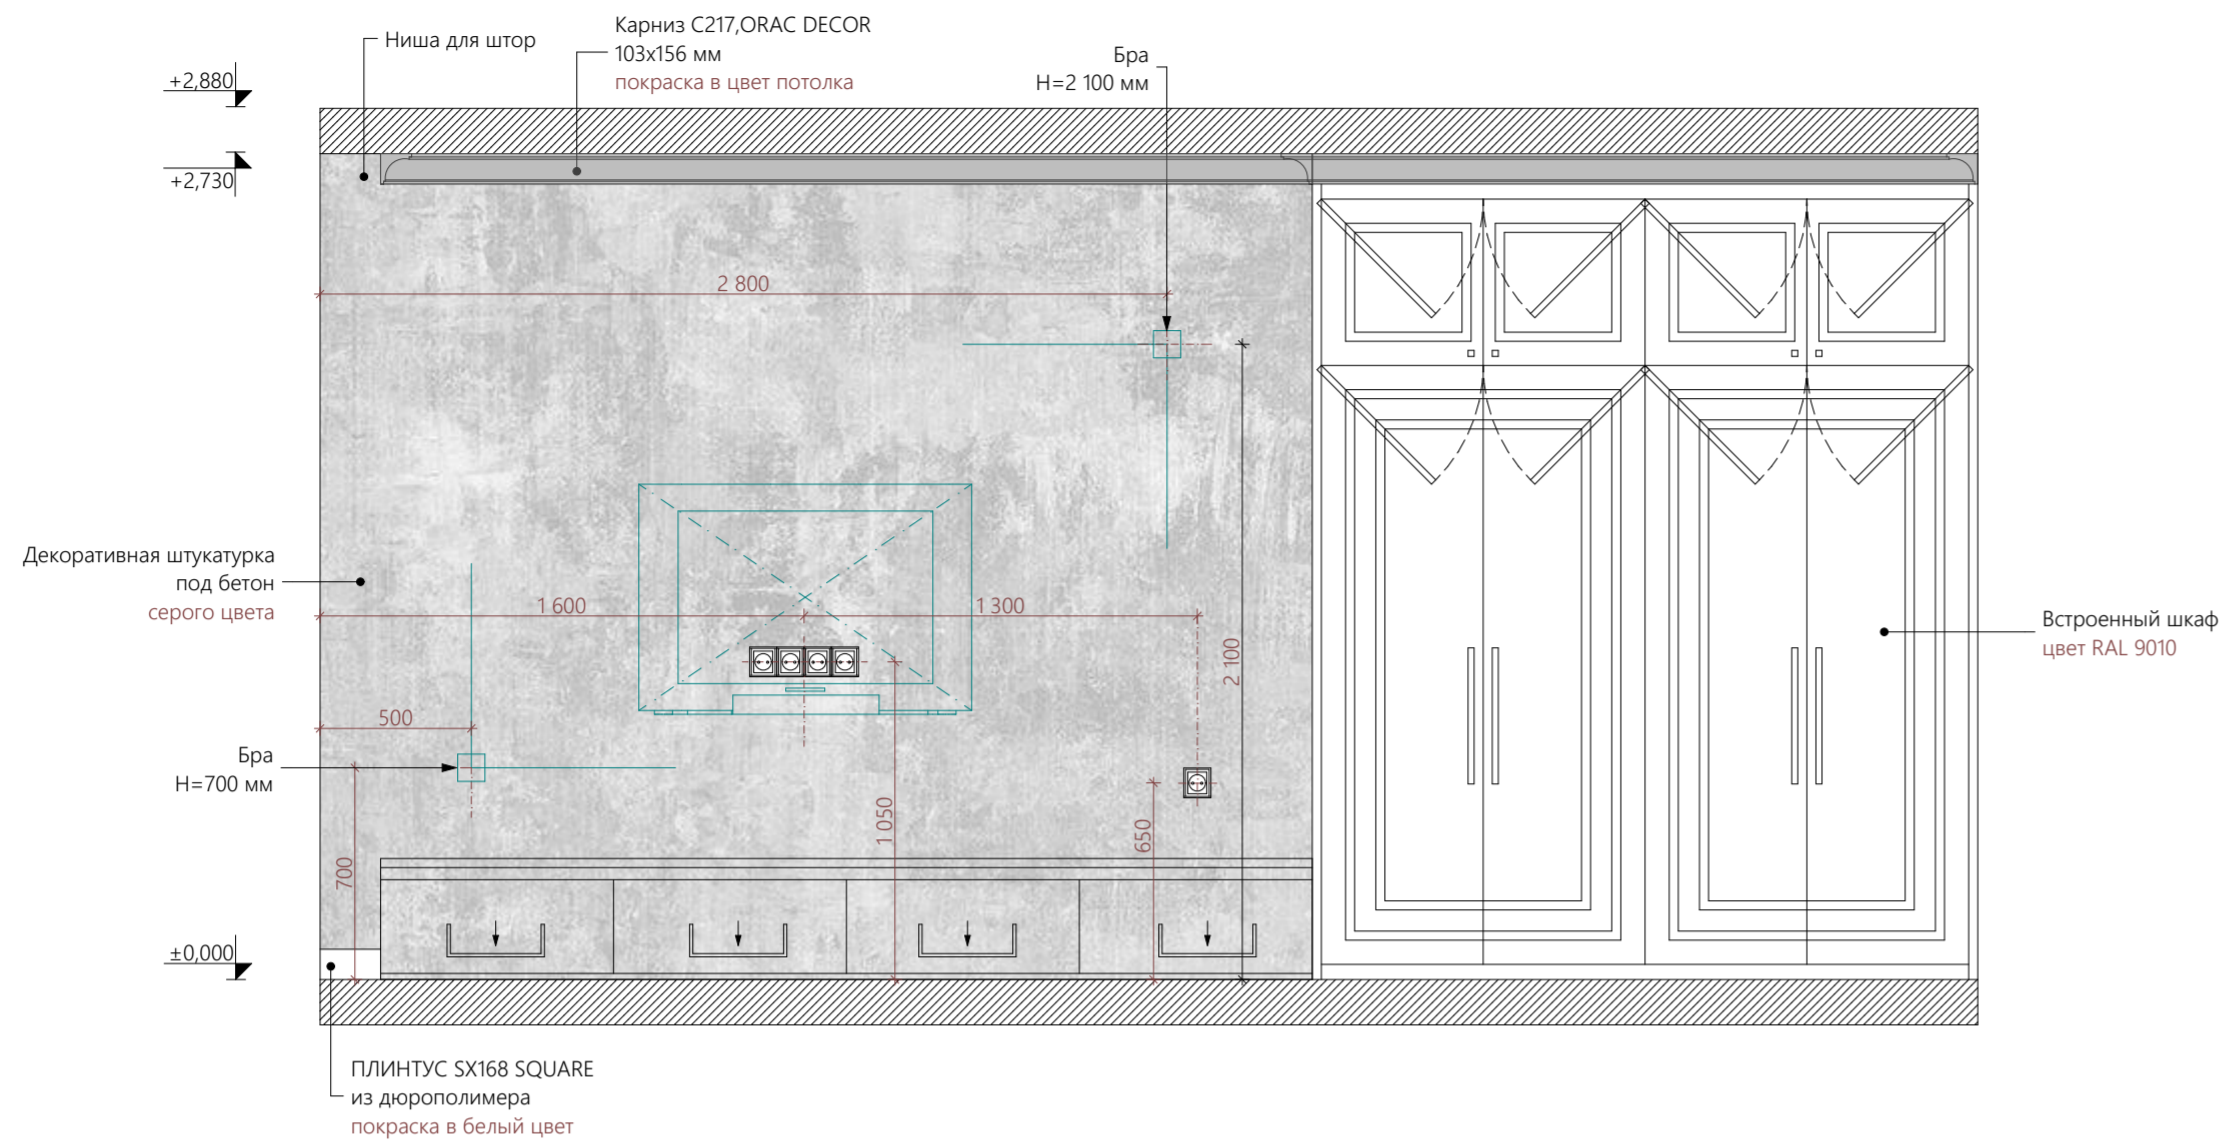 Ниша для штор
Карниз C217,ORAC DECOR
103x156 мм
покраска в цвет потолка
Бра
H=2 100 мм
+2,880
+2,730
2 800
Декоративная штукатурка
под бетон
серого цвета
1 600
1 300
2 100
Встроенный шкаф
цвет RAL 9010
500
Бра
H=700 мм
1 050
650
700
±0,000
ПЛИНТУС SX168 SQUARE
из дюрополимера
покраска в белый цвет